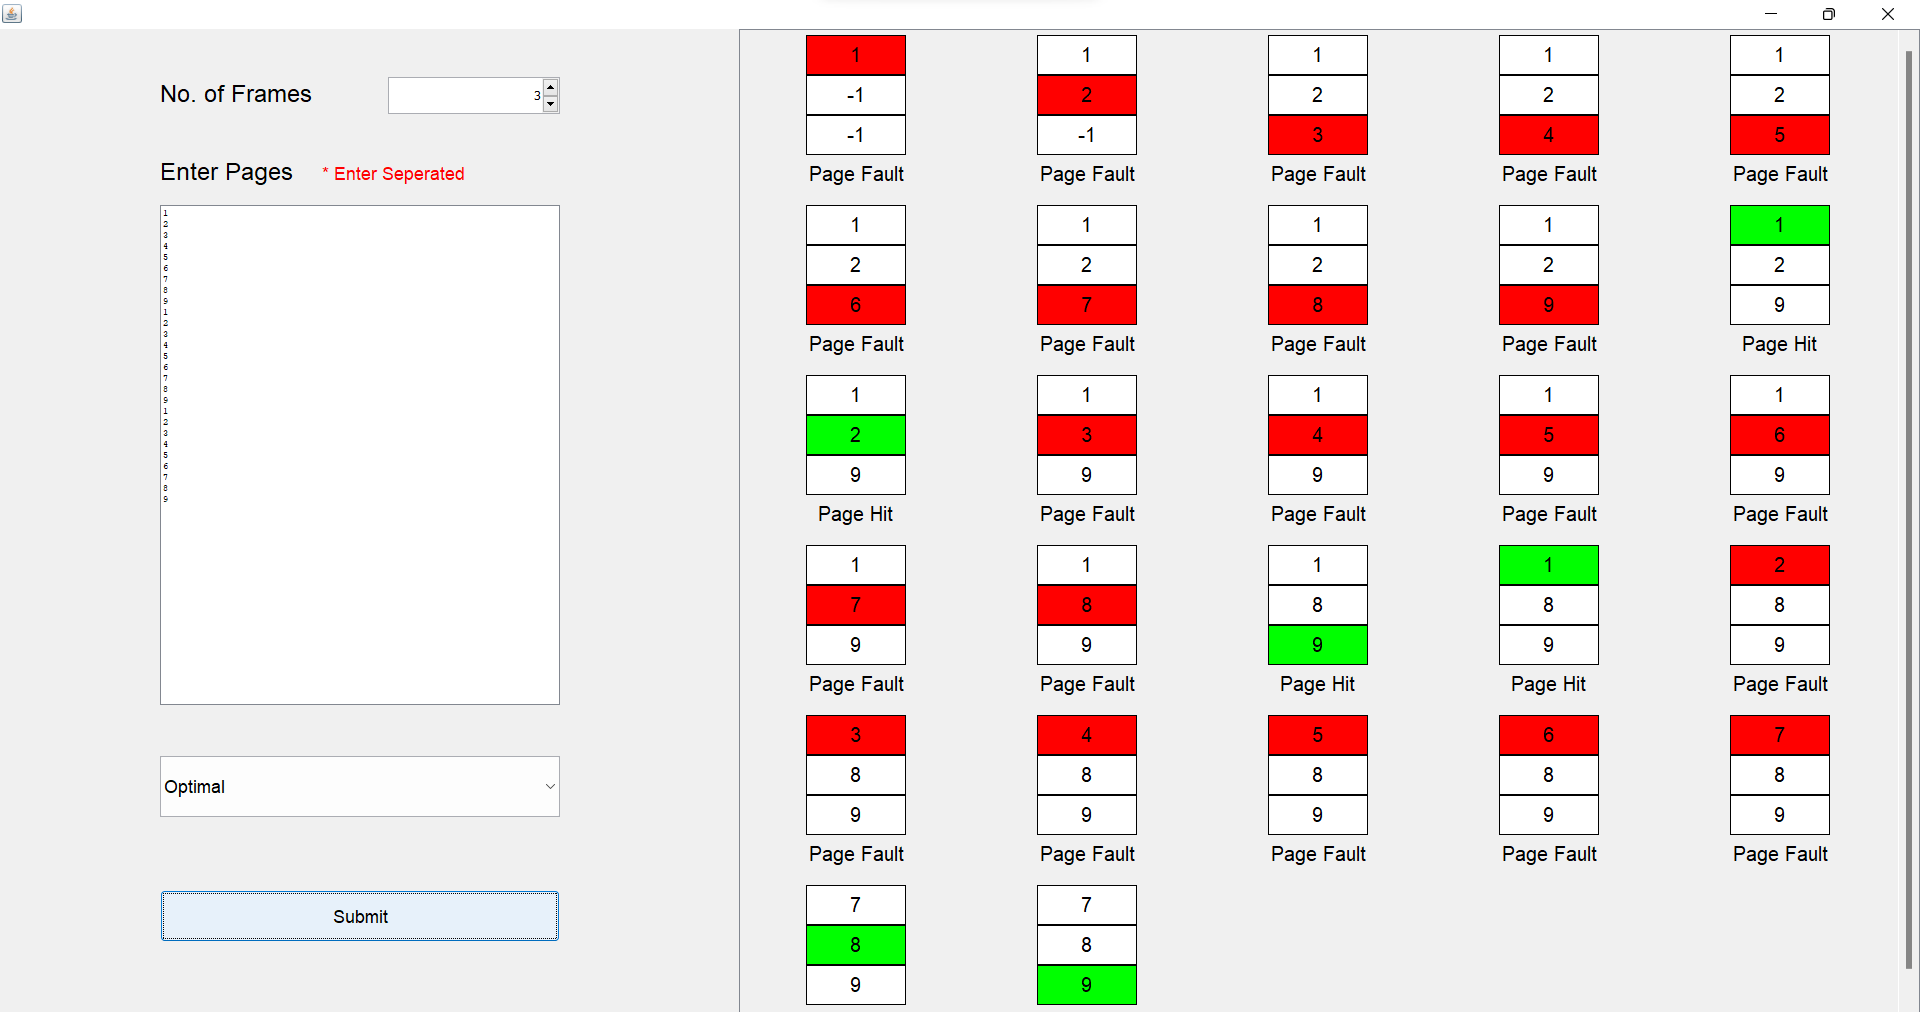 No. of Frames
3
Enter Pages * Enter Seperated
1
2
3
4
5
6
7
8
9
1
2
3
4
5
6
7
8
9
1
2
3
4
5
6
7
8
9
Optimal
Submit
1 1 1 1 1
-1 2 2 2 2
-1 -1 3 4 5
Page Fault Page Fault Page Fault Page Fault Page Fault
1 1 1 1 1
2 2 2 2 2
6 7 8 9 9
Page Fault Page Fault Page Fault Page Fault Page Hit
1 1 1 1 1
2 3 4 5 6
9 9 9 9 9
Page Hit Page Fault Page Fault Page Fault Page Fault
1 1 1 1 2
7 8 8 8 8
9 9 9 9 9
Page Fault Page Fault Page Hit Page Hit Page Fault
3 4 5 6 7
8 8 8 8 8
9 9 9 9 9
Page Fault Page Fault Page Fault Page Fault Page Fault
7 7
8 8
9 9